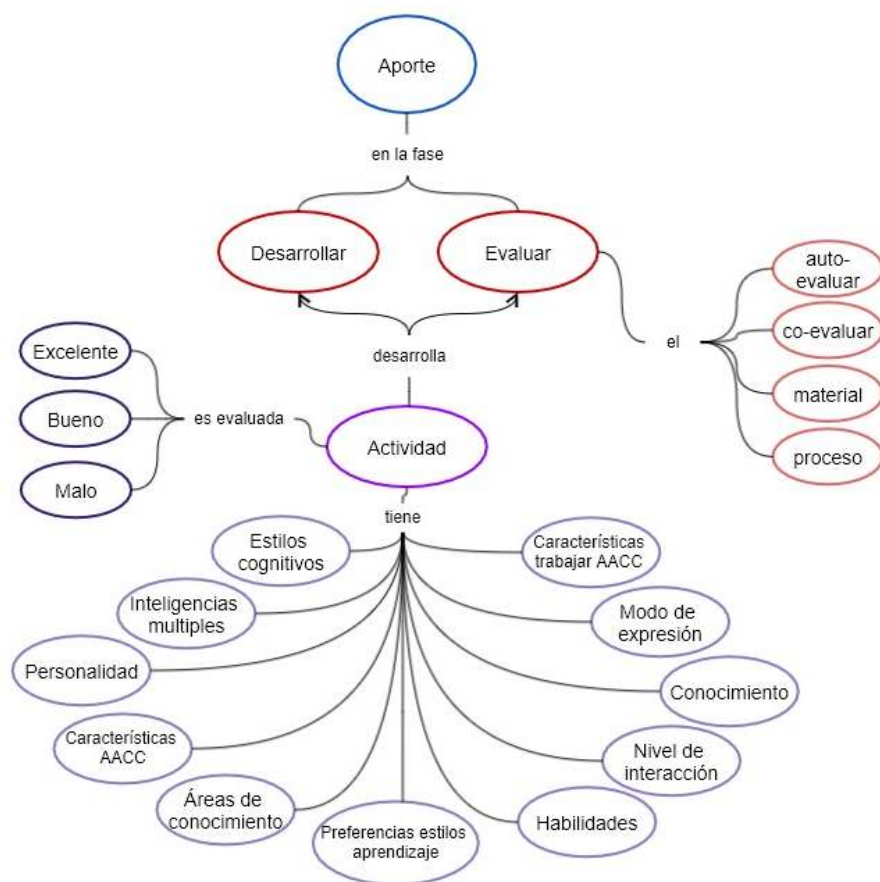 Aporte
en la fase
Desarrollar
Evaluar
auto-
evaluar
co-evaluar
el
material
proceso
desarrolla
Excelente
Bueno
Malo
es evaluada
Actividad
tiene
Estilos
cognitivos
Características
trabajar AACC
Inteligencias
multiples
Modo de
expresión
Personalidad
Conocimiento
Características
AACC
Nivel de
interacción
Áreas de
conocimiento
Preferencias estilos
aprendizaje
Habilidades